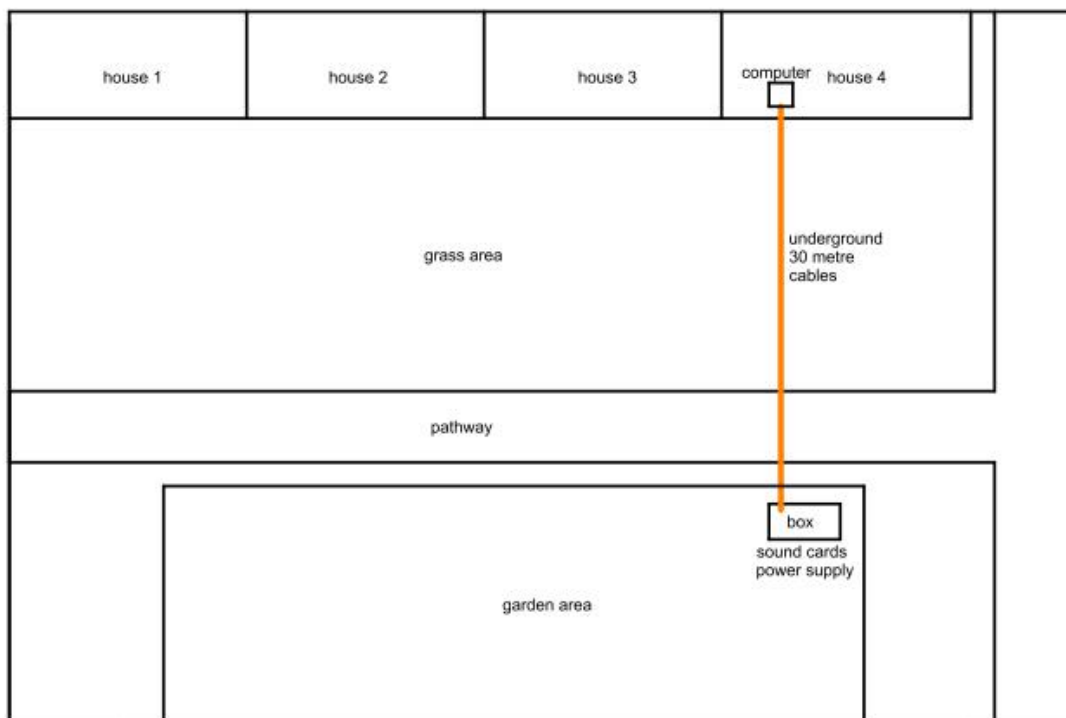 house 1
house 2
house 3
computer
house 4
grass area
underground
30 metre
cables
pathway
box
sound cards
power supply
garden area